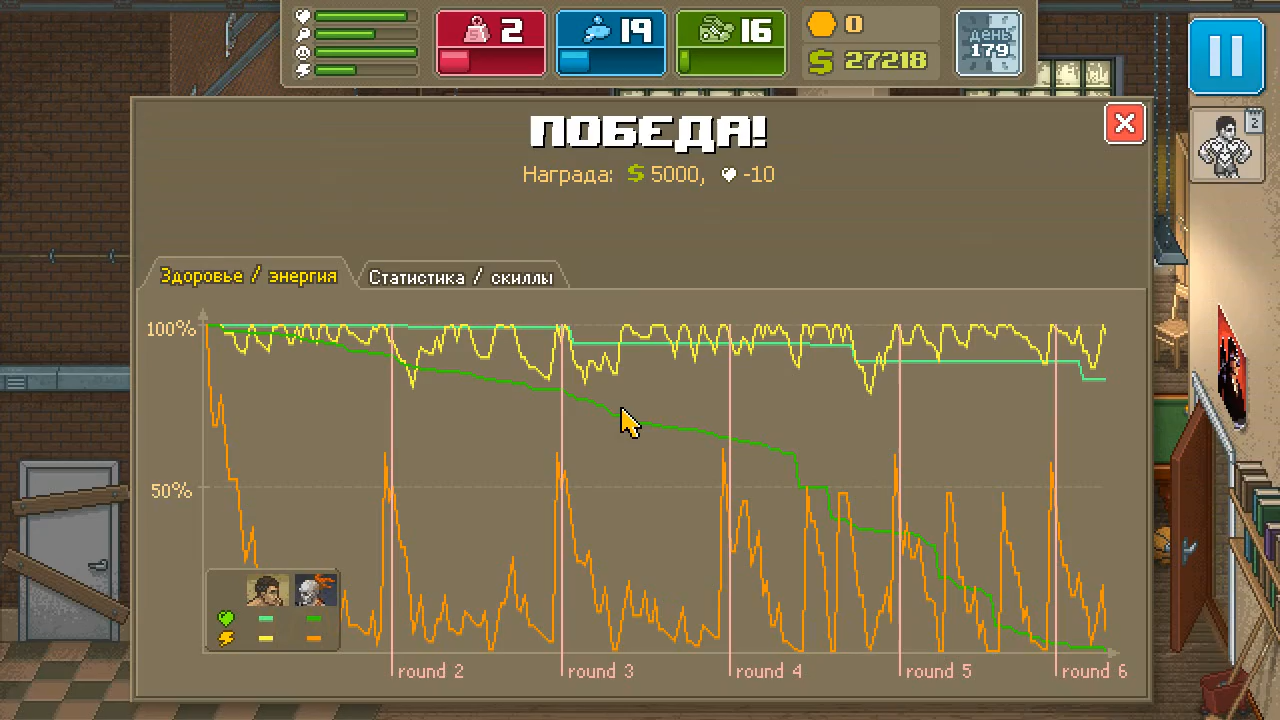 2
19
16
0
27218
день
179
2
ПОБЕДА!
Награда: $ 5000, -10
Здоровье / энергия
Статистика / скиллы
100%
50%
round 2
round 3
round 4
round 5
round 6